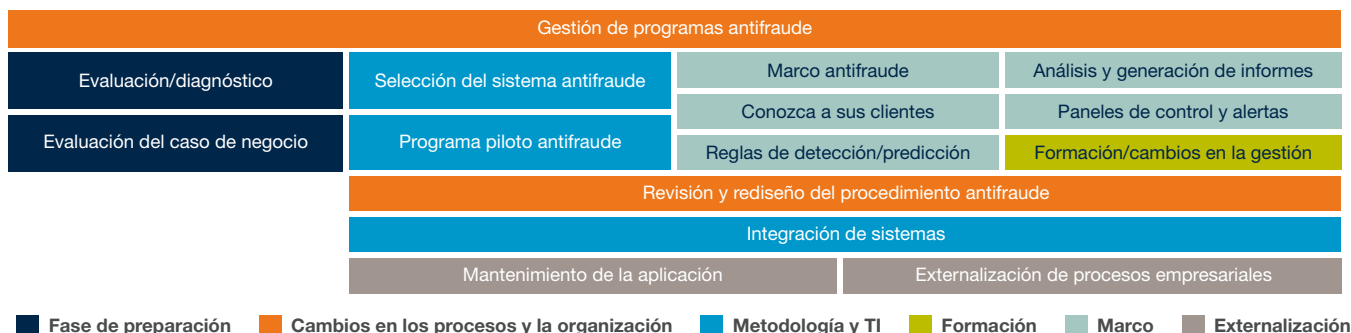 Gestión de programas antifraude
Evaluación/diagnóstico
Evaluación del caso de negocio
Selección del sistema antifraude
Programa piloto antifraude
Marco antifraude
Conozca a sus clientes
Reglas de detección/predicción
Análisis y generación de informes
Paneles de control y alertas
Formación/cambios en la gestión
Revisión y rediseño del procedimiento antifraude
Integración de sistemas
Mantenimiento de la aplicación
Externalización de procesos empresariales
Fase de preparación
Cambios en los procesos y la organización
Metodología y TI
Formación
Marco
Externalización